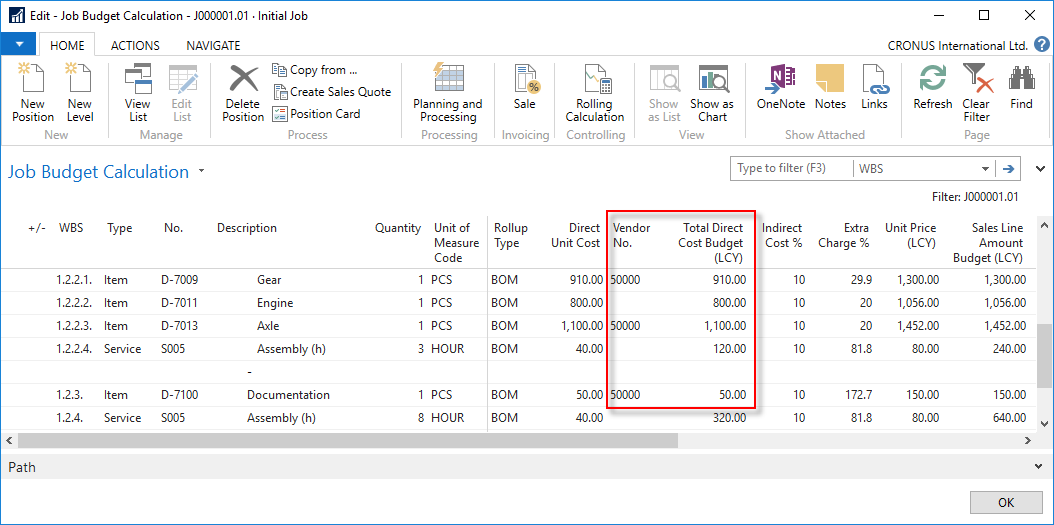 Edit - Job Budget Calculation - J000001.01 · Initial Job
HOME ACTIONS NAVIGATE CRONUS International Ltd.
New Position New Level View List Edit List Delete Position Copy from ... Create Sales Quote Position Card Planning and Processing Sale Rolling Calculation Show as List Show as Chart OneNote Notes Links Refresh Clear Filter Find
New Manage Process Processing Invoicing Controlling View Show Attached Page
Job Budget Calculation Type to filter (F3) WBS
Filter: J000001.01
+/- WBS Type No. Description Quantity Unit of Measure Code Rollup Type Direct Unit Cost Vendor No. Total Direct Cost Budget (LCY) Indirect Cost % Extra Charge % Unit Price (LCY) Sales Line Amount Budget (LCY)
1.2.2.1. Item D-7009 Gear 1 PCS BOM 910.00 50000 910.00 10 29.9 1,300.00 1,300.00
1.2.2.2. Item D-7011 Engine 1 PCS BOM 800.00 800.00 10 20 1,056.00 1,056.00
1.2.2.3. Item D-7013 Axle 1 PCS BOM 1,100.00 50000 1,100.00 10 20 1,452.00 1,452.00
1.2.2.4. Service S005 Assembly (h) 3 HOUR BOM 40.00 120.00 10 81.8 80.00 240.00
-
1.2.3. Item D-7100 Documentation 1 PCS BOM 50.00 50000 50.00 10 172.7 150.00 150.00
1.2.4. Service S005 Assembly (h) 8 HOUR BOM 40.00 320.00 10 81.8 80.00 640.00
Path
OK